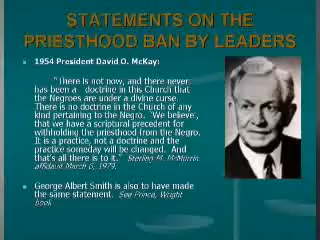 STATEMENTS ON THE
PRIESTHOOD BAN BY LEADERS
1954 President David O. McKay:
"There is not now, and there never
has been a doctrine in this Church that
the Negroes are under a divine curse.
There is no doctrine in the Church of any
kind pertaining to the Negro. 'We believe',
that we have a scriptural precedent for
withholding the priesthood from the Negro.
It is a practice, not a doctrine and the
practice someday will be changed. And
that's all there is to it." Sterling M. McMurrin
affidavit March 6, 1979.
George Albert Smith is also to have made
the same statement. See Prince, Wright
book